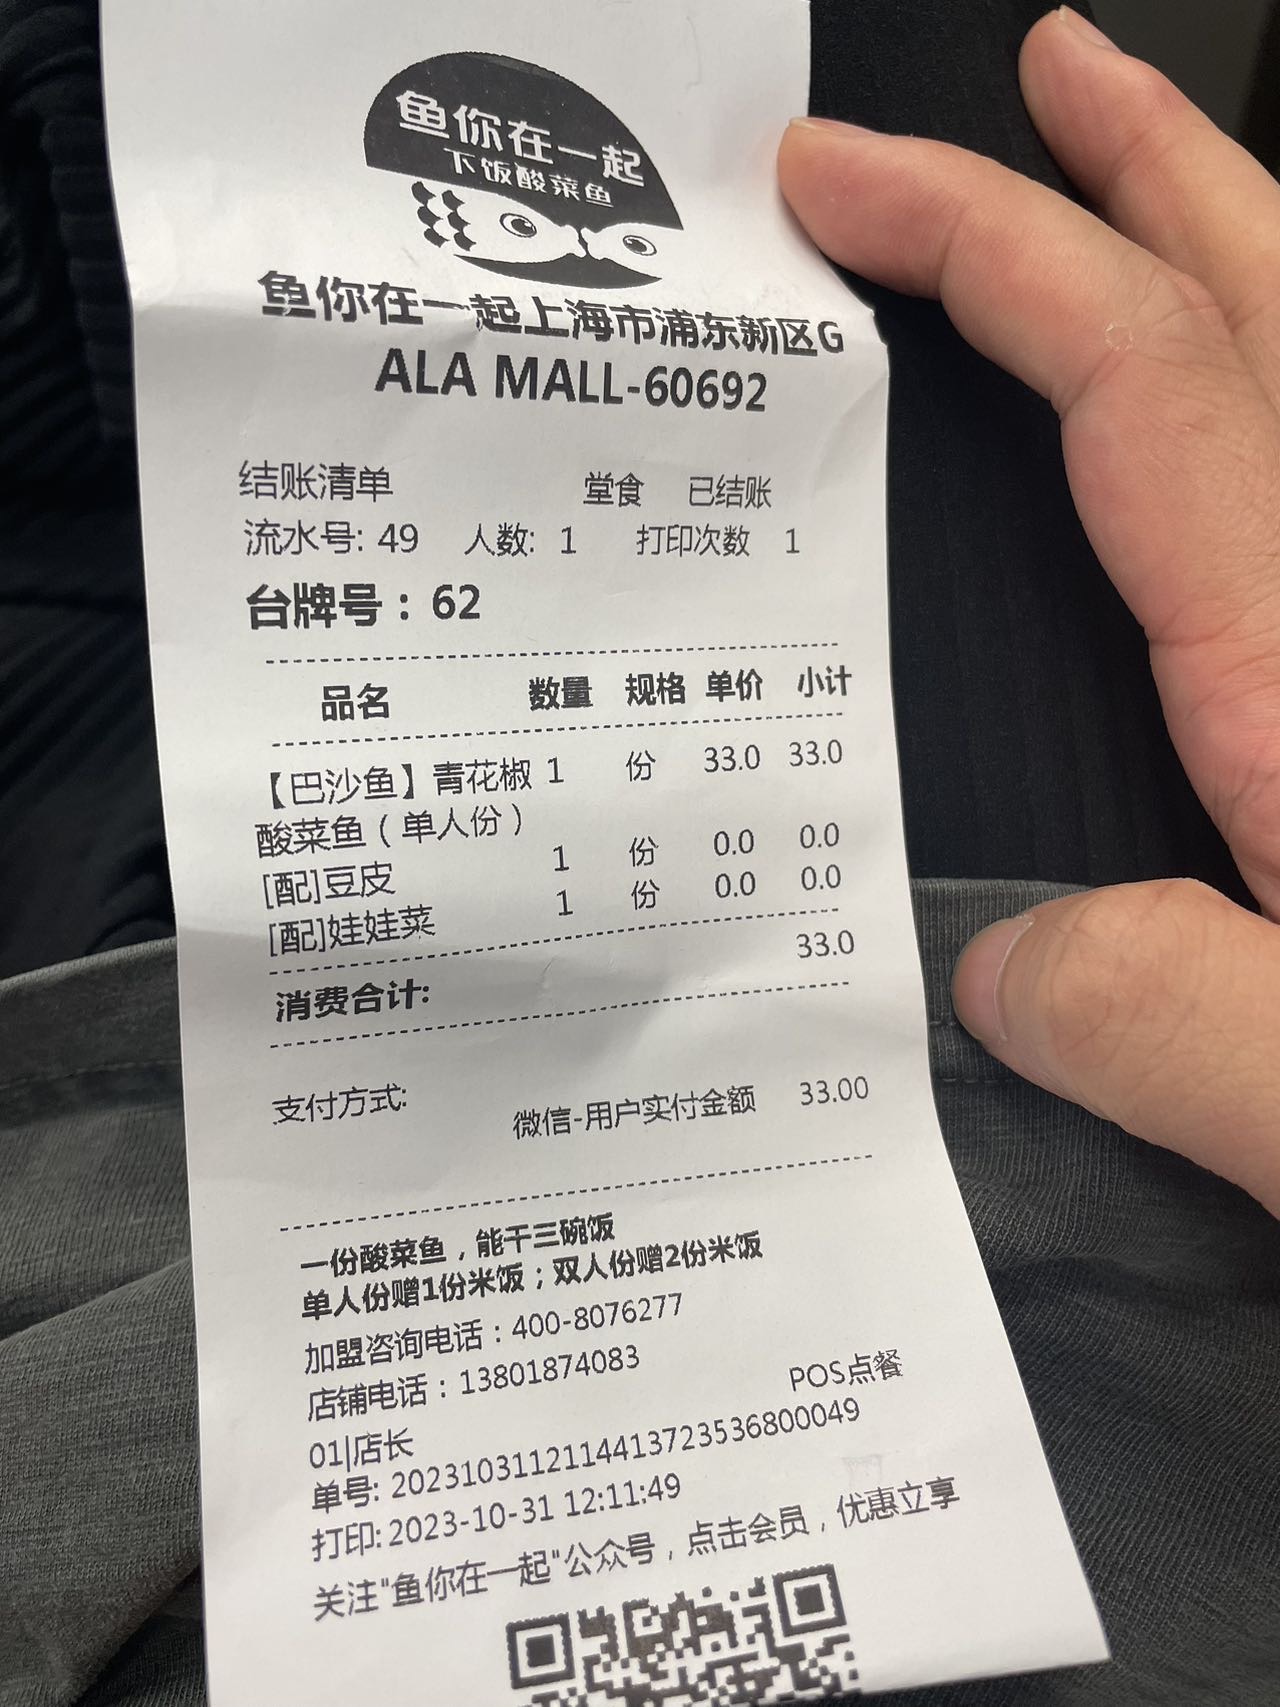 鱼你在一起
下饭酸菜鱼
鱼你在一起上海市浦东新区G
ALA MALL-60692
结账清单 堂食 已结账
流水号: 49 人数: 1 打印次数 1
台牌号：62
品名 数量 规格 单价 小计
【巴沙鱼】青花椒 1 份 33.0 33.0
酸菜鱼（单人份）
[配]豆皮 1 份 0.0 0.0
[配]娃娃菜 1 份 0.0 0.0
消费合计: 33.0
支付方式:
微信-用户实付金额 33.00
一份酸菜鱼，能干三碗饭
单人份赠1份米饭；双人份赠2份米饭
加盟咨询电话：400-8076277
店铺电话：13801874083
01|店长 POS点餐
单号: 20231031121144137235368​00049
打印: 2023-10-31 12:11:49
关注"鱼你在一起"公众号，点击会员，优惠立享